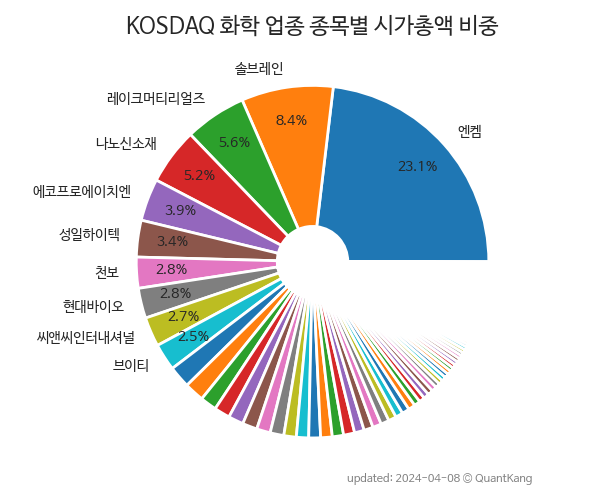 KOSDAQ 화학 업종 종목별 시가총액 비중
솔브레인
레이크머티리얼즈
엔켐
8.4%
5.6%
나노신소재
23.1%
5.2%
에코프로에이치엔
3.9%
성일하이텍
3.4%
천보
2.8%
2.8%
현대바이오
2.7%
씨앤씨인터내셔널
2.5%
브이티
updated: 2024-04-08 © QuantKang